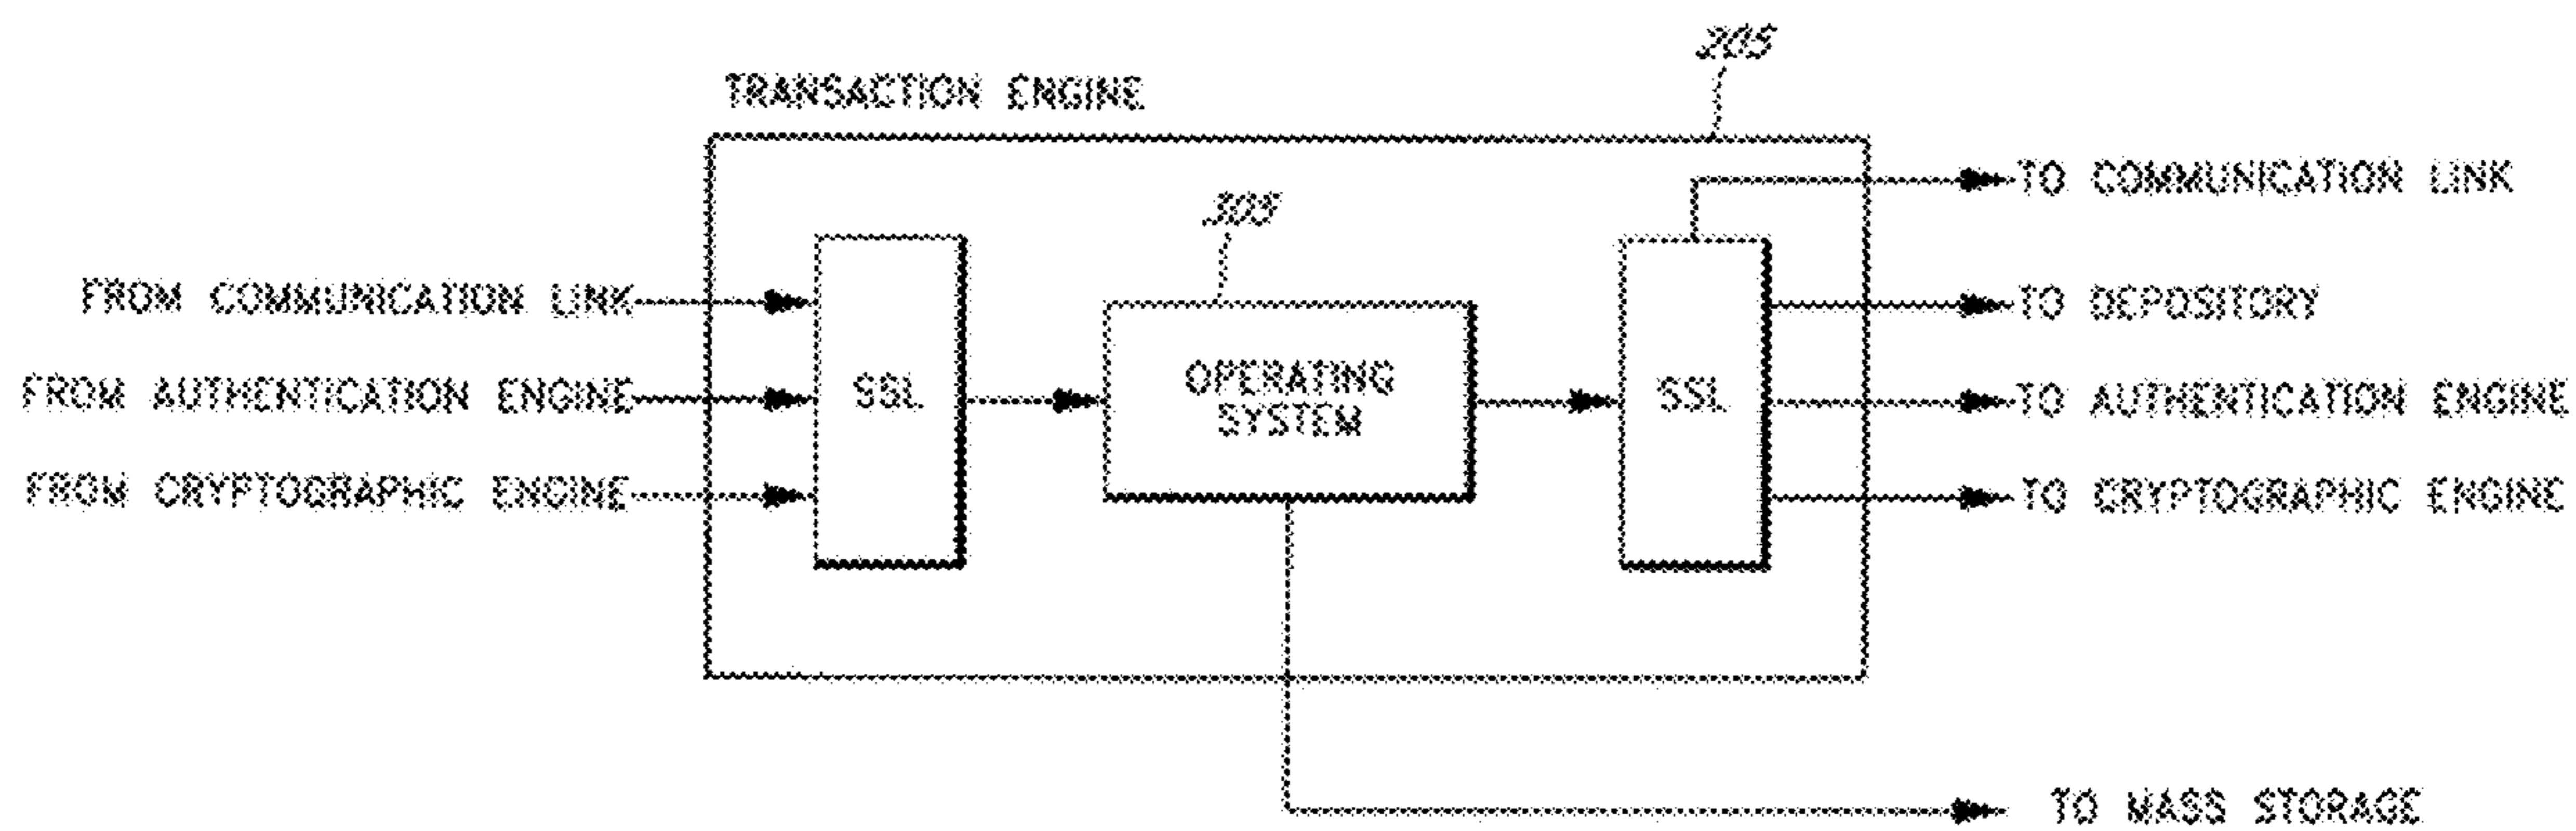 205
TRANSACTION ENGINE
TO COMMUNICATION LINK
305
FROM COMMUNICATION LINK
TO DEPOSITORY
FROM AUTHENTICATION ENGINE
SSL
OPERATING
SYSTEM
SSL
TO AUTHENTICATION ENGINE
FROM CRYPTOGRAPHIC ENGINE
TO CRYPTOGRAPHIC ENGINE
TO MASS STORAGE